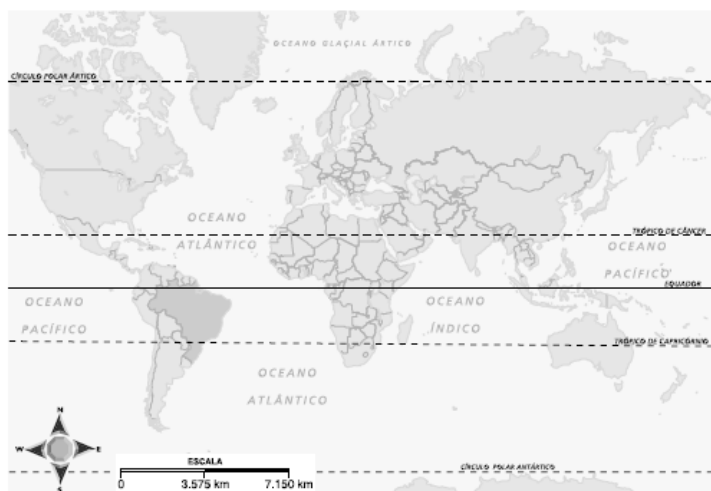 OCEANO GLACIAL ÁRTICO
CÍRCULO POLAR ÁRTICO
OCEANO
ATLÂNTICO
TRÓPICO DE CÂNCER
OCEANO
PACÍFICO
EQUADOR
OCEANO
PACÍFICO
OCEANO
ÍNDICO
TRÓPICO DE CAPRICÓRNIO
OCEANO
ATLÂNTICO
N
W
E
S
ESCALA
0 3.575 km 7.150 km
CÍRCULO POLAR ANTÁRTICO